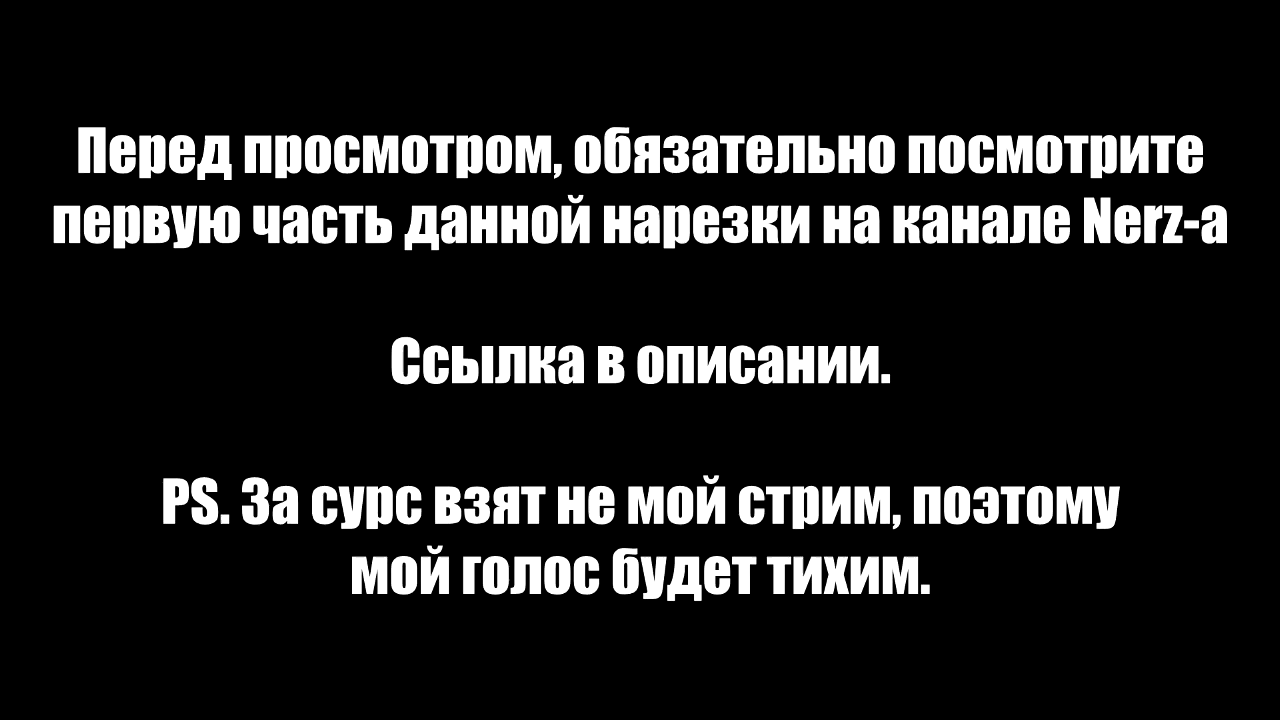 Перед просмотром, обязательно посмотрите
первую часть данной нарезки на канале Nerz-а
Ссылка в описании.
PS. За сурс взят не мой стрим, поэтому
мой голос будет тихим.